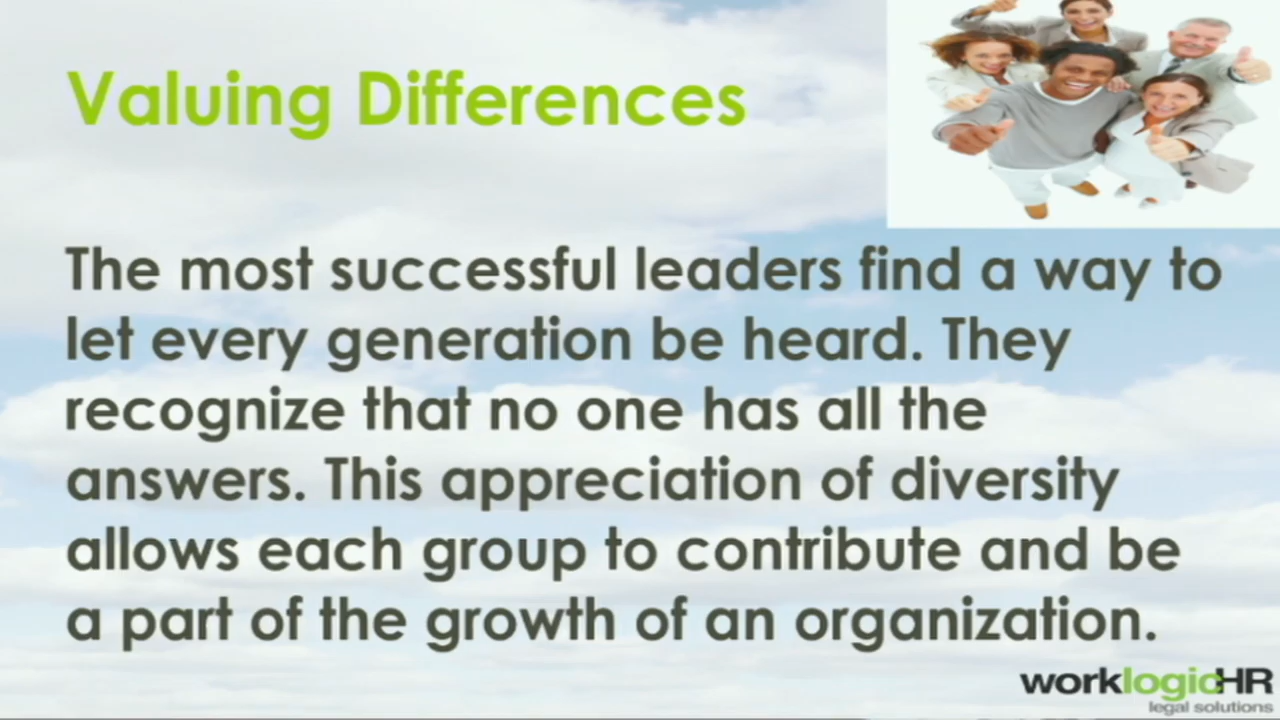 Valuing Differences
The most successful leaders find a way to
let every generation be heard. They
recognize that no one has all the
answers. This appreciation of diversity
allows each group to contribute and be
a part of the growth of an organization.
worklogicHR
legal solutions